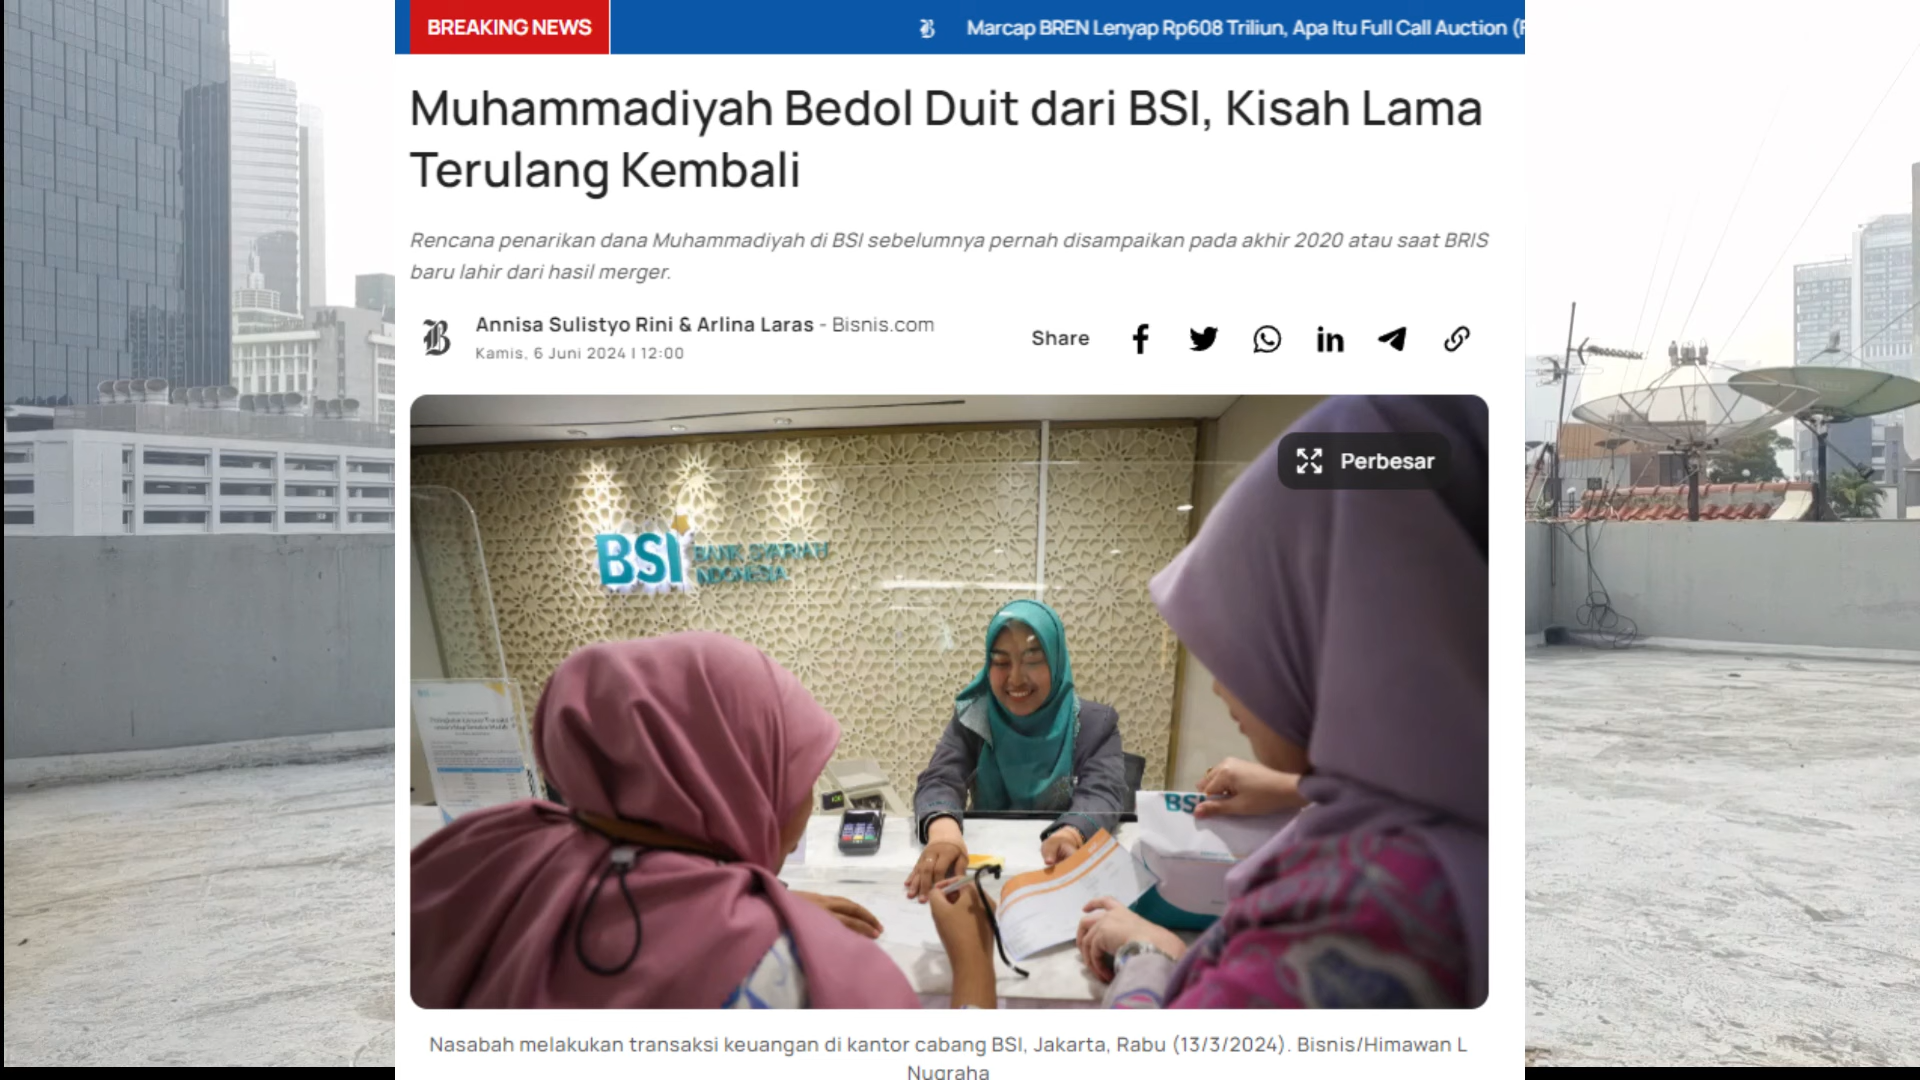 BREAKING NEWS
Marcap BREN Lenyap Rp608 Triliun, Apa Itu Full Call Auction (F
Muhammadiyah Bedol Duit dari BSI, Kisah Lama
Terulang Kembali
Rencana penarikan dana Muhammadiyah di BSI sebelumnya pernah disampaikan pada akhir 2020 atau saat BRIS
baru lahir dari hasil merger.
Annisa Sulistyo Rini & Arlina Laras - Bisnis.com
Kamis, 6 Juni 2024 | 12:00
Share
Perbesar
BSI BANK SYARIAH
INDONESIA
BSI
Nasabah melakukan transaksi keuangan di kantor cabang BSI, Jakarta, Rabu (13/3/2024). Bisnis/Himawan L
Nugraha